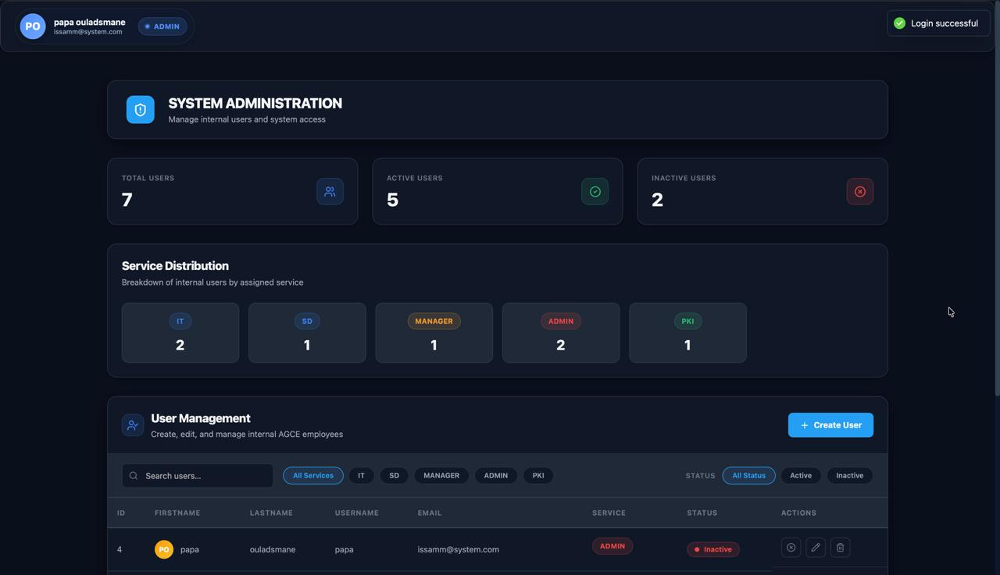 PO
papa ouladsmane
issamm@system.com
ADMIN
Login successful
SYSTEM ADMINISTRATION
Manage internal users and system access
TOTAL USERS
7
ACTIVE USERS
5
INACTIVE USERS
2
Service Distribution
Breakdown of internal users by assigned service
IT
2
SD
1
MANAGER
1
ADMIN
2
PKI
1
User Management
Create, edit, and manage internal AGCE employees
+ Create User
Search users...
All Services IT SD MANAGER ADMIN PKI
STATUS All Status Active Inactive
ID FIRSTNAME LASTNAME USERNAME EMAIL SERVICE STATUS ACTIONS
4 PO papa ouladsmane papa issamm@system.com ADMIN Inactive